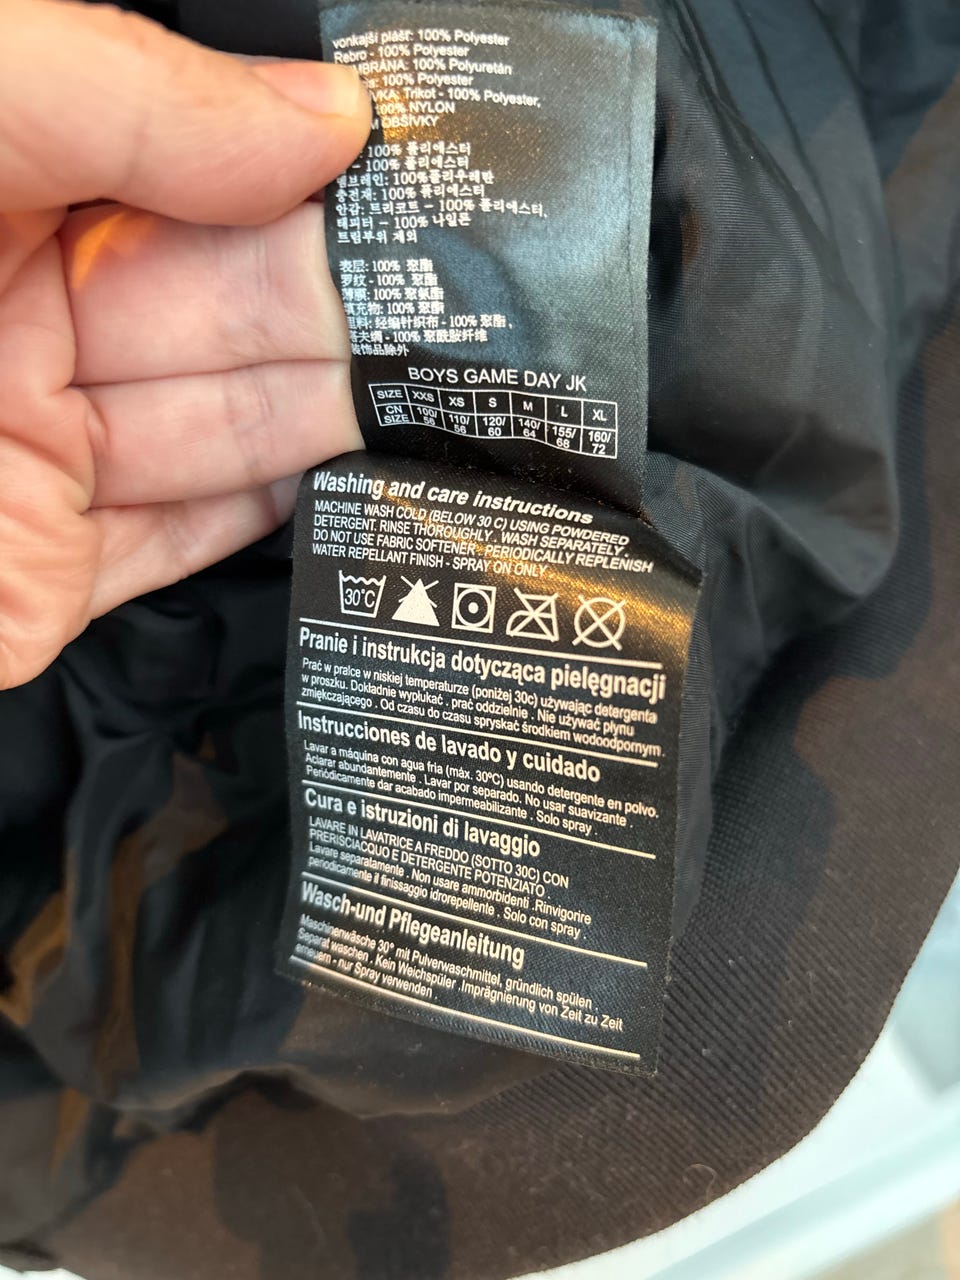 vonkajší plášť: 100% Polyester
Rebro - 100% Polyester
MBRÁNA: 100% Polyuretán
100% Polyester
VKA: Trikot - 100% Polyester,
100% NYLON
OBŠÍVKY
100% 폴리에스터
- 100% 폴리에스터
멤브레인: 100%폴리우레탄
충전재: 100% 폴리에스터
안감: 트리코트 - 100% 폴리에스터,
태피터 - 100% 나일론
트림부위 제외
表层: 100% 聚酯
罗纹 - 100% 聚酯
薄膜: 100% 聚氨酯
填充物: 100% 聚酯
里料: 经编针织布 - 100% 聚酯,
塔夫绸 - 100% 聚酰胺纤维
装饰品除外
BOYS GAME DAY JK
SIZE XXS XS S M L XL
CN SIZE 100/56 110/56 120/60 140/64 155/68 160/72
Washing and care instructions
MACHINE WASH COLD (BELOW 30 C) USING POWDERED
DETERGENT. RINSE THOROUGHLY . WASH SEPARATELY .
DO NOT USE FABRIC SOFTENER . PERIODICALLY REPLENISH
WATER REPELLANT FINISH - SPRAY ON ONLY .
30°C
Pranie i instrukcja dotycząca pielęgnacji
Prać w pralce w niskiej temperaturze (poniżej 30c) używając detergenta
w proszku. Dokładnie wypłukać . prać oddzielnie . Nie używać płynu
zmiękczającego . Od czasu do czasu spryskać środkiem wodoodpornym .
Instrucciones de lavado y cuidado
Lavar a máquina con agua fria (máx. 30ºC) usando detergente en polvo.
Aclarar abundantemente . Lavar por separado. No usar suavizante .
Periódicamente dar acabado impermeabilizante . Solo spray .
Cura e istruzioni di lavaggio
LAVARE IN LAVATRICE A FREDDO (SOTTO 30C) CON
PRERISCIACQUO E DETERGENTE POTENZIATO .
Lavare separatamente . Non usare ammorbidenti .Rinvigorire
periodicamente il finissaggio idrorepellente . Solo con spray .
Wasch-und Pflegeanleitung
Maschinenwäsche 30° mit Pulverwaschmittel, gründlich spülen
Separat waschen . Kein Weichspüler .Imprägnierung von Zeit zu Zeit
erneuern - nur Spray verwenden .